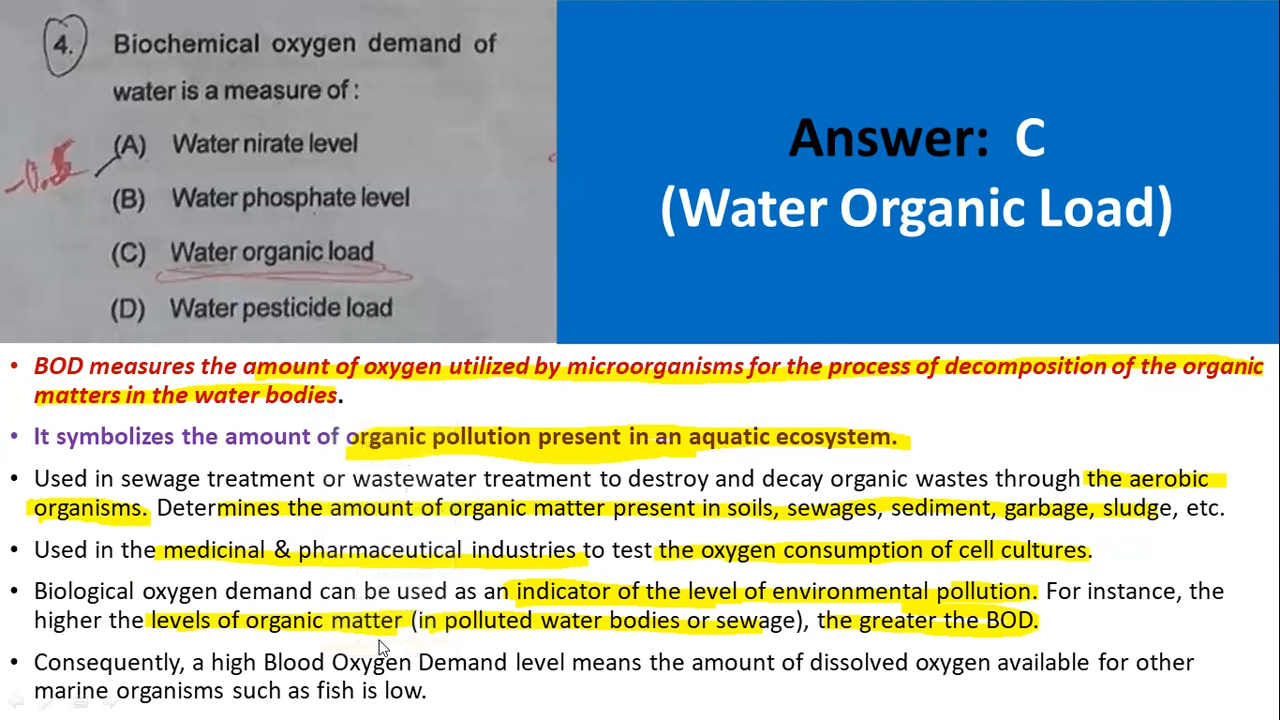 4. Biochemical oxygen demand of
water is a measure of :
(A) Water nirate level
(B) Water phosphate level
(C) Water organic load
(D) Water pesticide load
Answer: C
(Water Organic Load)
• BOD measures the amount of oxygen utilized by microorganisms for the process of decomposition of the organic
matters in the water bodies.
• It symbolizes the amount of organic pollution present in an aquatic ecosystem.
• Used in sewage treatment or wastewater treatment to destroy and decay organic wastes through the aerobic
organisms. Determines the amount of organic matter present in soils, sewages, sediment, garbage, sludge, etc.
• Used in the medicinal & pharmaceutical industries to test the oxygen consumption of cell cultures.
• Biological oxygen demand can be used as an indicator of the level of environmental pollution. For instance, the
higher the levels of organic matter (in polluted water bodies or sewage), the greater the BOD.
• Consequently, a high Blood Oxygen Demand level means the amount of dissolved oxygen available for other
marine organisms such as fish is low.